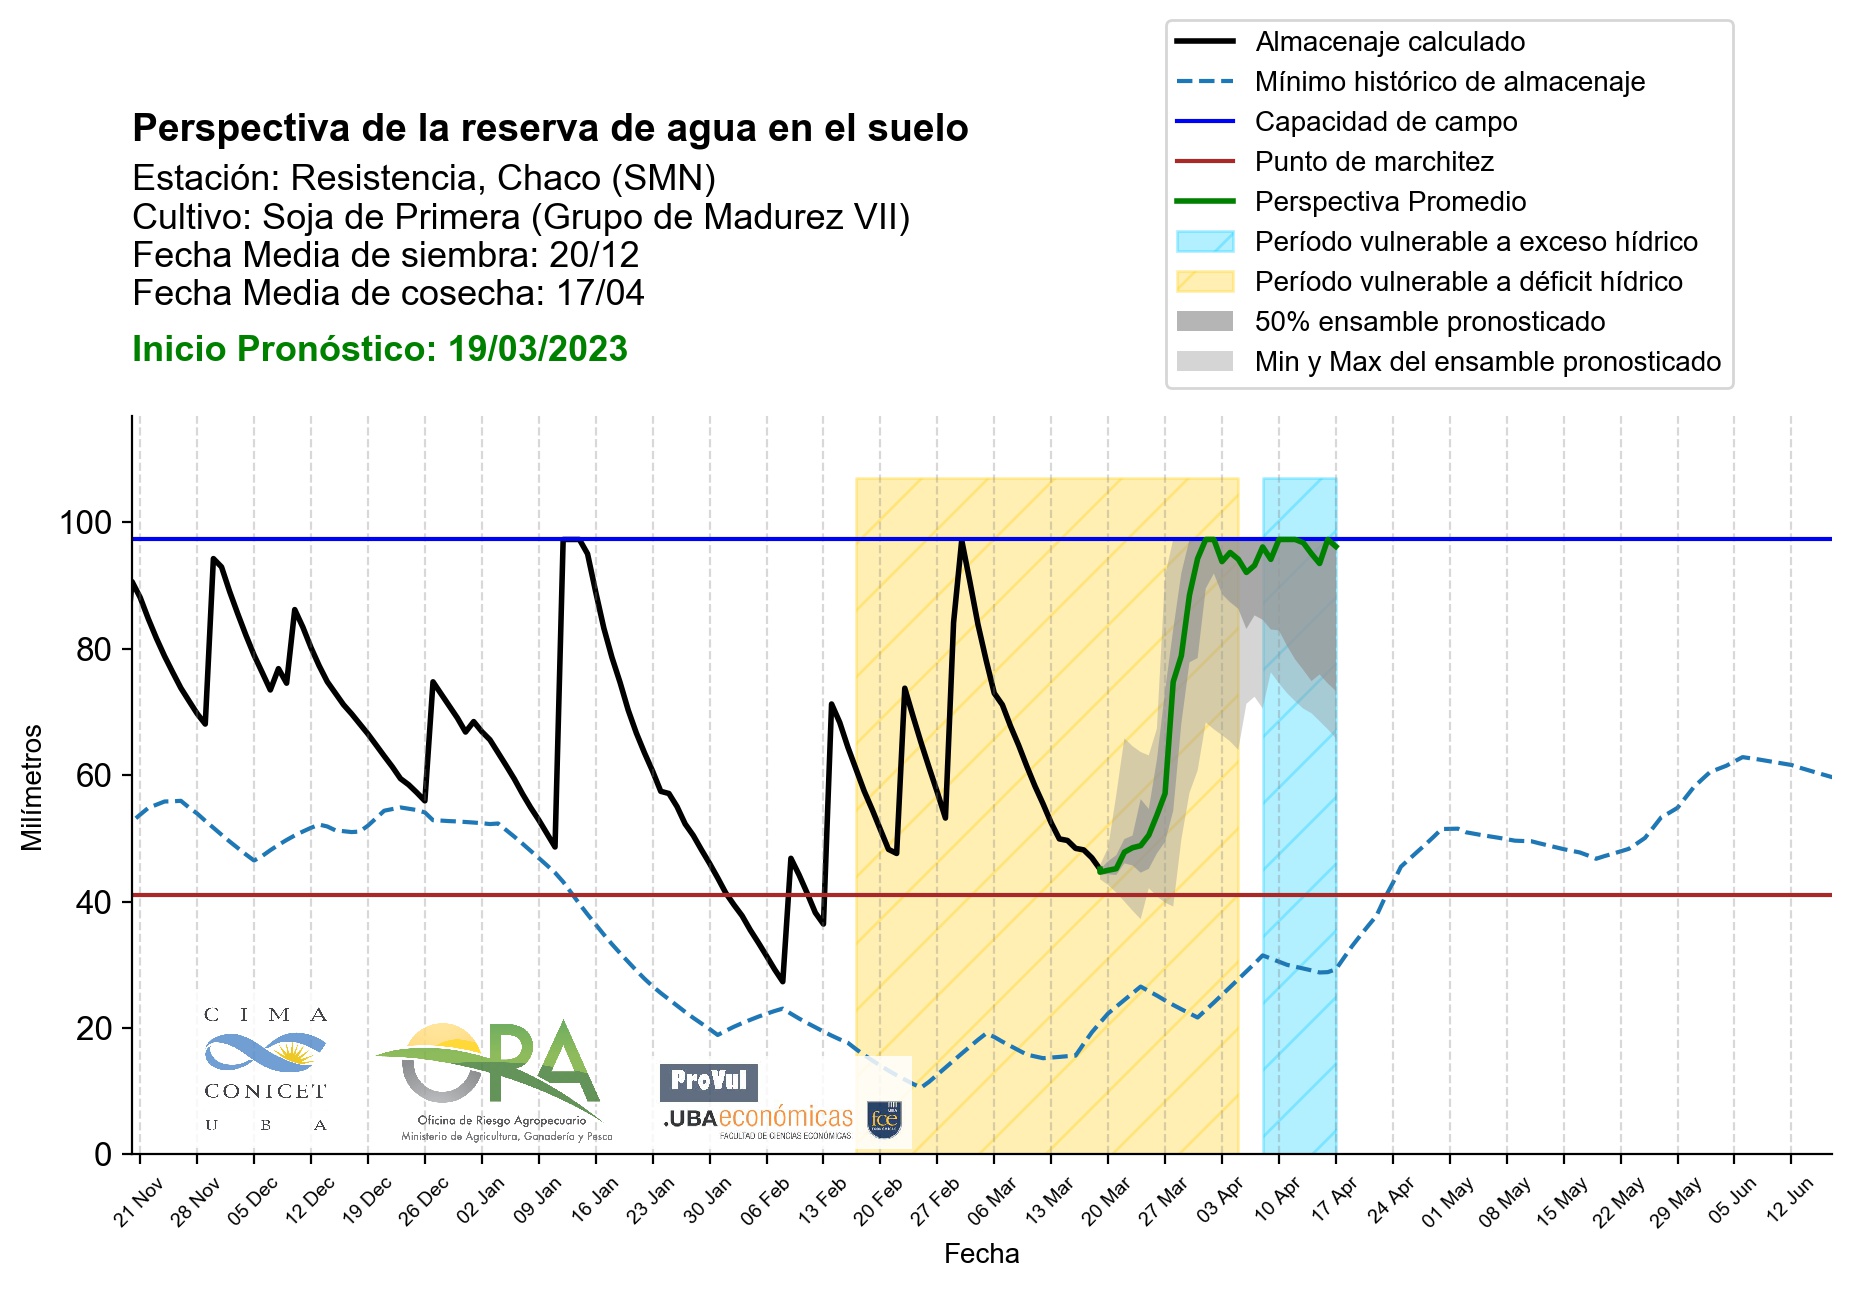 Almacenaje calculado
Mínimo histórico de almacenaje
Capacidad de campo
Punto de marchitez
Perspectiva Promedio
Período vulnerable a exceso hídrico
Período vulnerable a déficit hídrico
50% ensamble pronosticado
Min y Max del ensamble pronosticado
Perspectiva de la reserva de agua en el suelo
Estación: Resistencia, Chaco (SMN)
Cultivo: Soja de Primera (Grupo de Madurez VII)
Fecha Media de siembra: 20/12
Fecha Media de cosecha: 17/04
Inicio Pronóstico: 19/03/2023
100
80
60
40
20
0
Milímetros
CIMA
CONICET
UBA
ORA
Oficina de Riesgo Agropecuario
Ministerio de Agricultura, Ganadería y Pesca
ProVul
.UBAeconómicas
FACULTAD DE CIENCIAS ECONÓMICAS
fce
21 Nov
28 Nov
05 Dec
12 Dec
19 Dec
26 Dec
02 Jan
09 Jan
16 Jan
23 Jan
30 Jan
06 Feb
13 Feb
20 Feb
27 Feb
06 Mar
13 Mar
20 Mar
27 Mar
03 Apr
10 Apr
17 Apr
24 Apr
01 May
08 May
15 May
22 May
29 May
05 Jun
12 Jun
Fecha